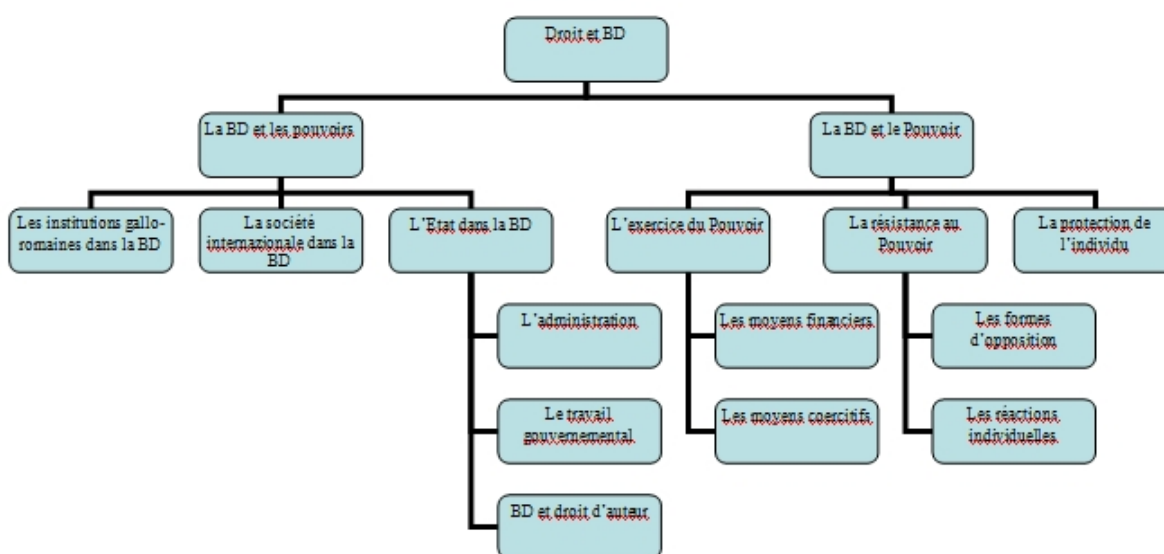 Droit et BD
La BD et les pouvoirs
La BD et le Pouvoir
Les institutions gallo-
romaines dans la BD
La société
internazionale dans la
BD
L'Etat dans la BD
L'exercice du Pouvoir
La résistance au
Pouvoir
La protection de
l'individu
L'administration
Les moyens financiers
Les formes
d'opposition
Le travail
gouvernemental
Les moyens coercitifs
Les réactions
individuelles
BD et droit d'auteur